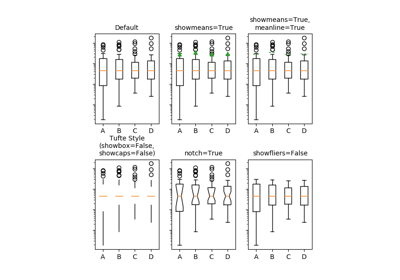 Default
showmeans=True
showmeans=True,
meanline=True
A B C D
A B C D
A B C D
Tufte Style
(showbox=False,
showcaps=False)
notch=True
showfliers=False
A B C D
A B C D
A B C D